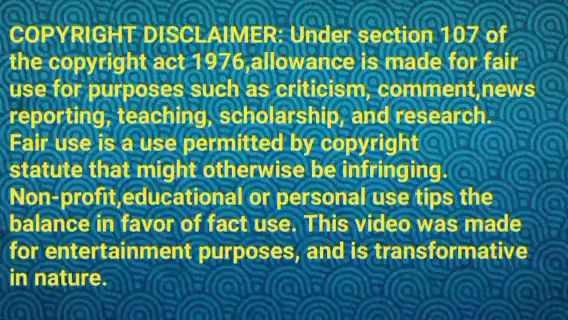 COPYRIGHT DISCLAIMER: Under section 107 of
the copyright act 1976,allowance is made for fair
use for purposes such as criticism, comment,news
reporting, teaching, scholarship, and research.
Fair use is a use permitted by copyright
statute that might otherwise be infringing.
Non-profit,educational or personal use tips the
balance in favor of fact use. This video was made
for entertainment purposes, and is transformative
in nature.